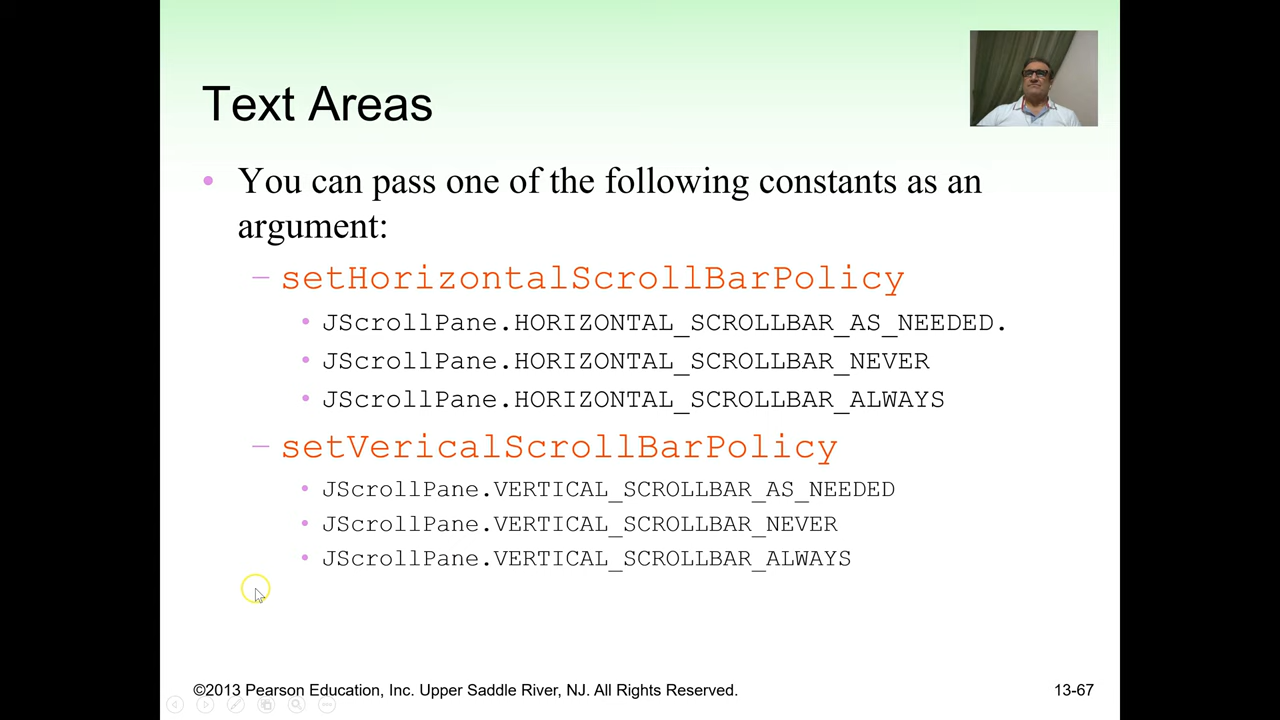 Text Areas
• You can pass one of the following constants as an
argument:
– setHorizontalScrollBarPolicy
• JScrollPane.HORIZONTAL_SCROLLBAR_AS_NEEDED.
• JScrollPane.HORIZONTAL_SCROLLBAR_NEVER
• JScrollPane.HORIZONTAL_SCROLLBAR_ALWAYS
– setVericalScrollBarPolicy
• JScrollPane.VERTICAL_SCROLLBAR_AS_NEEDED
• JScrollPane.VERTICAL_SCROLLBAR_NEVER
• JScrollPane.VERTICAL_SCROLLBAR_ALWAYS
©2013 Pearson Education, Inc. Upper Saddle River, NJ. All Rights Reserved.
13-67